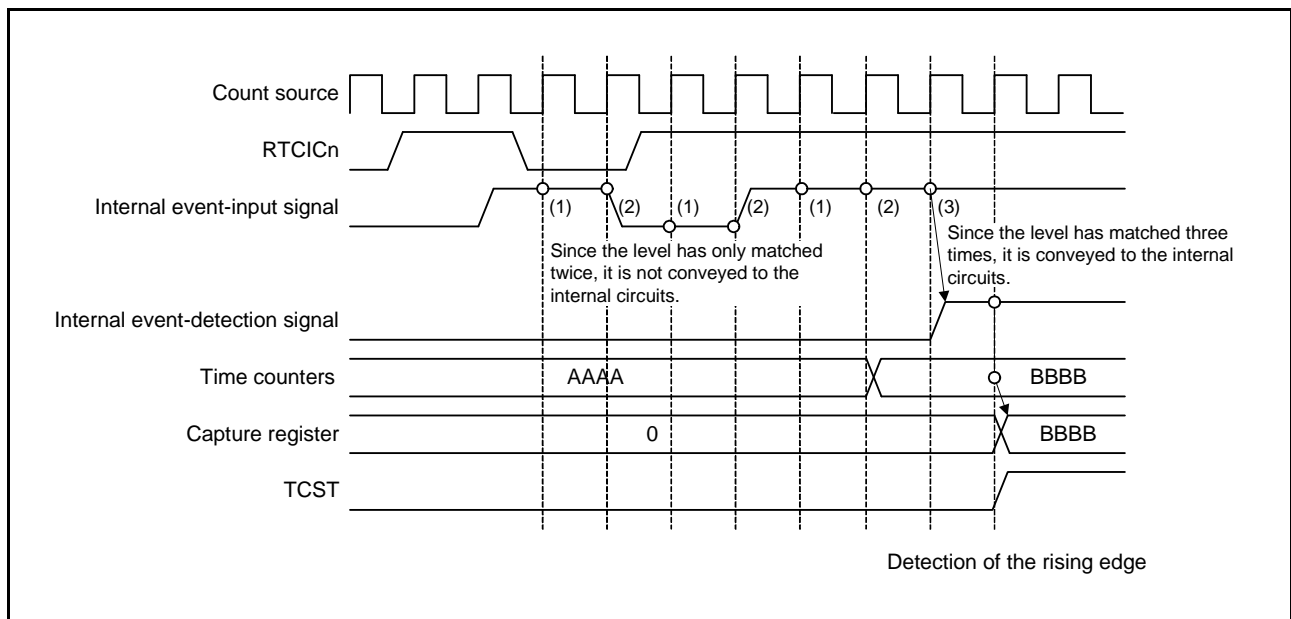 Count source
RTCICn
Internal event-input signal
(1) (2) (1) (2) (1) (2) (3)
Since the level has only matched
twice, it is not conveyed to the
internal circuits.
Since the level has matched three
times, it is conveyed to the internal
circuits.
Internal event-detection signal
Time counters
AAAA
BBBB
Capture register
0
BBBB
TCST
Detection of the rising edge